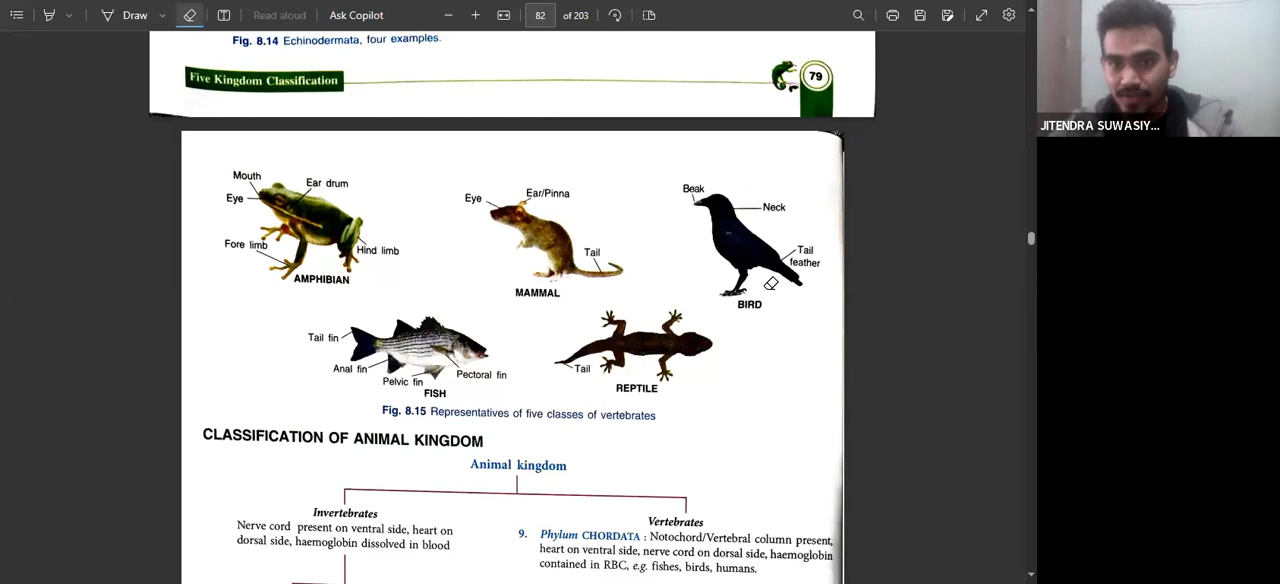 Draw
Read aloud
Ask Copilot
82 of 203
Fig. 8.14 Echinodermata, four examples.
Five Kingdom Classification
79
JITENDRA SUWASIY...
Mouth
Ear drum
Eye
Fore limb
Hind limb
AMPHIBIAN
Eye
Ear/Pinna
Tail
MAMMAL
Beak
Neck
Tail
feather
BIRD
Tail fin
Anal fin
Pelvic fin
Pectoral fin
FISH
Tail
REPTILE
Fig. 8.15 Representatives of five classes of vertebrates
CLASSIFICATION OF ANIMAL KINGDOM
Animal kingdom
Invertebrates
Nerve cord present on ventral side, heart on
dorsal side, haemoglobin dissolved in blood
Vertebrates
9. Phylum CHORDATA : Notochord/Vertebral column present,
heart on ventral side, nerve cord on dorsal side, haemoglobin
contained in RBC, e.g. fishes, birds, humans.